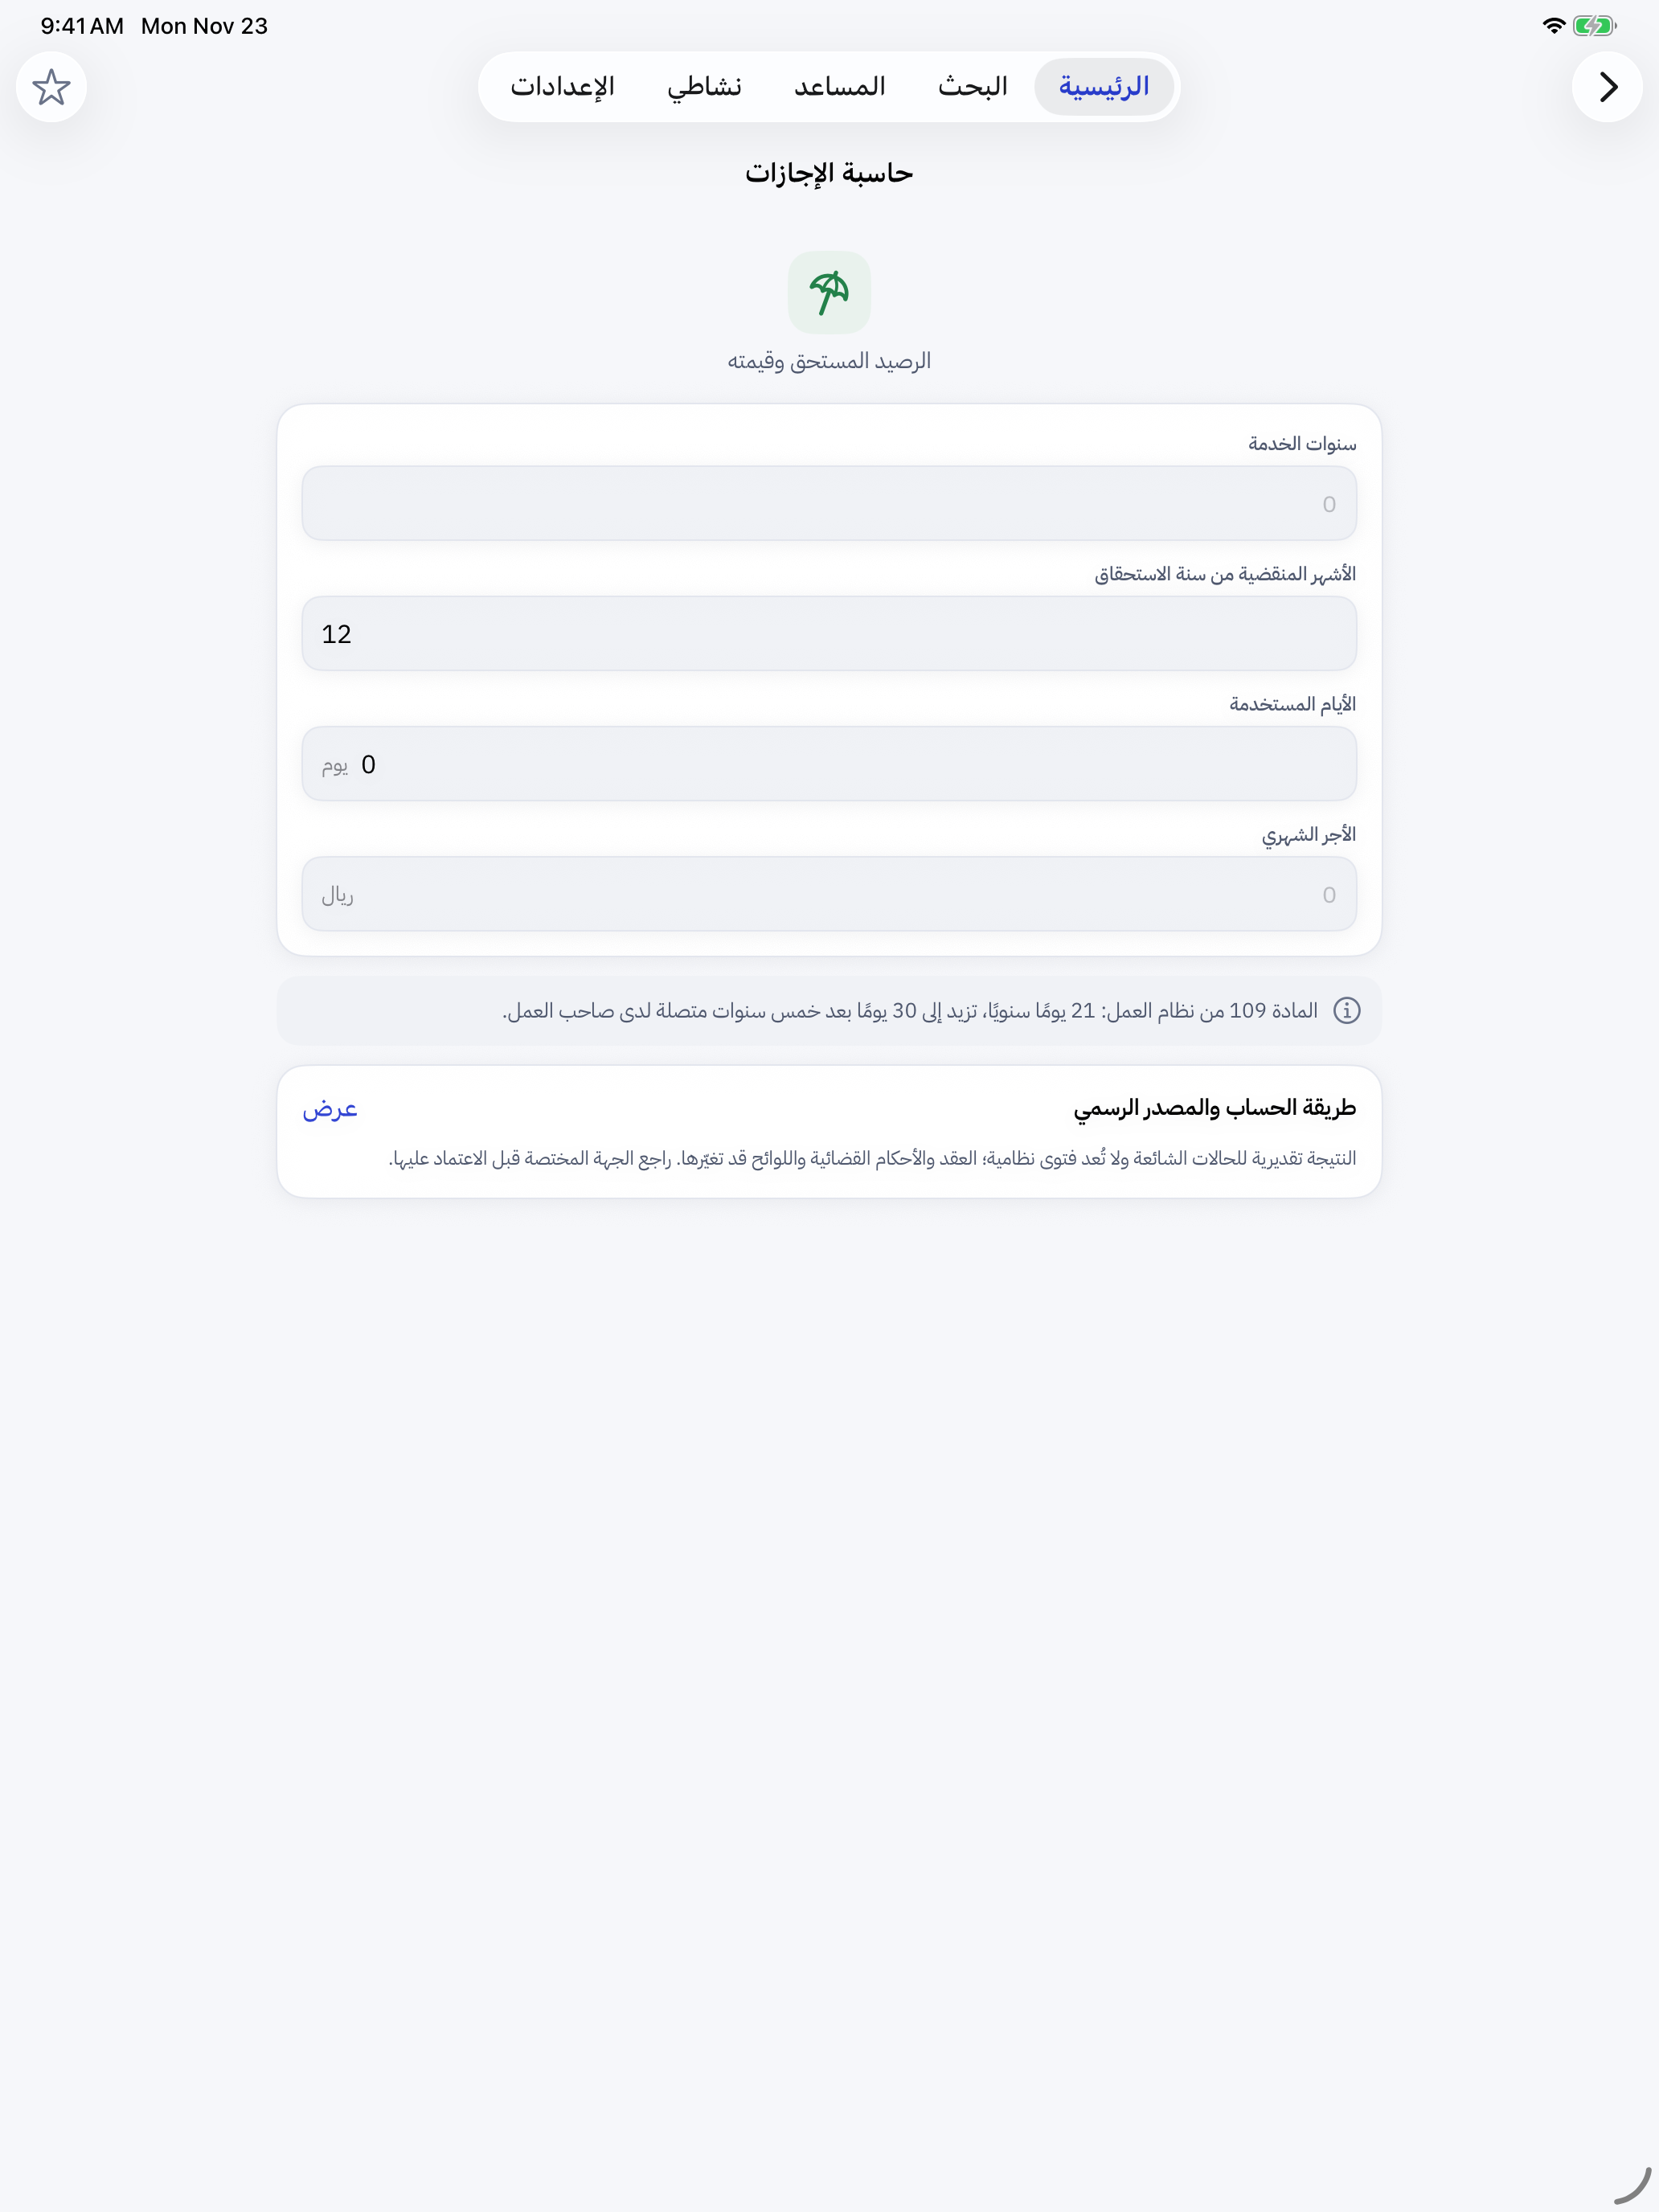 9:41 AM Mon Nov 23
الرئيسية البحث المساعد نشاطي الإعدادات
حاسبة الإجازات
الرصيد المستحق وقيمته
سنوات الخدمة
0
الأشهر المنقضية من سنة الاستحقاق
12
الأيام المستخدمة
0 يوم
الأجر الشهري
0 ريال
المادة 109 من نظام العمل: 21 يومًا سنويًا، تزيد إلى 30 يومًا بعد خمس سنوات متصلة لدى صاحب العمل.
طريقة الحساب والمصدر الرسمي عرض
النتيجة تقديرية للحالات الشائعة ولا تُعد فتوى نظامية؛ العقد والأحكام القضائية واللوائح قد تغيّرها. راجع الجهة المختصة قبل الاعتماد عليها.